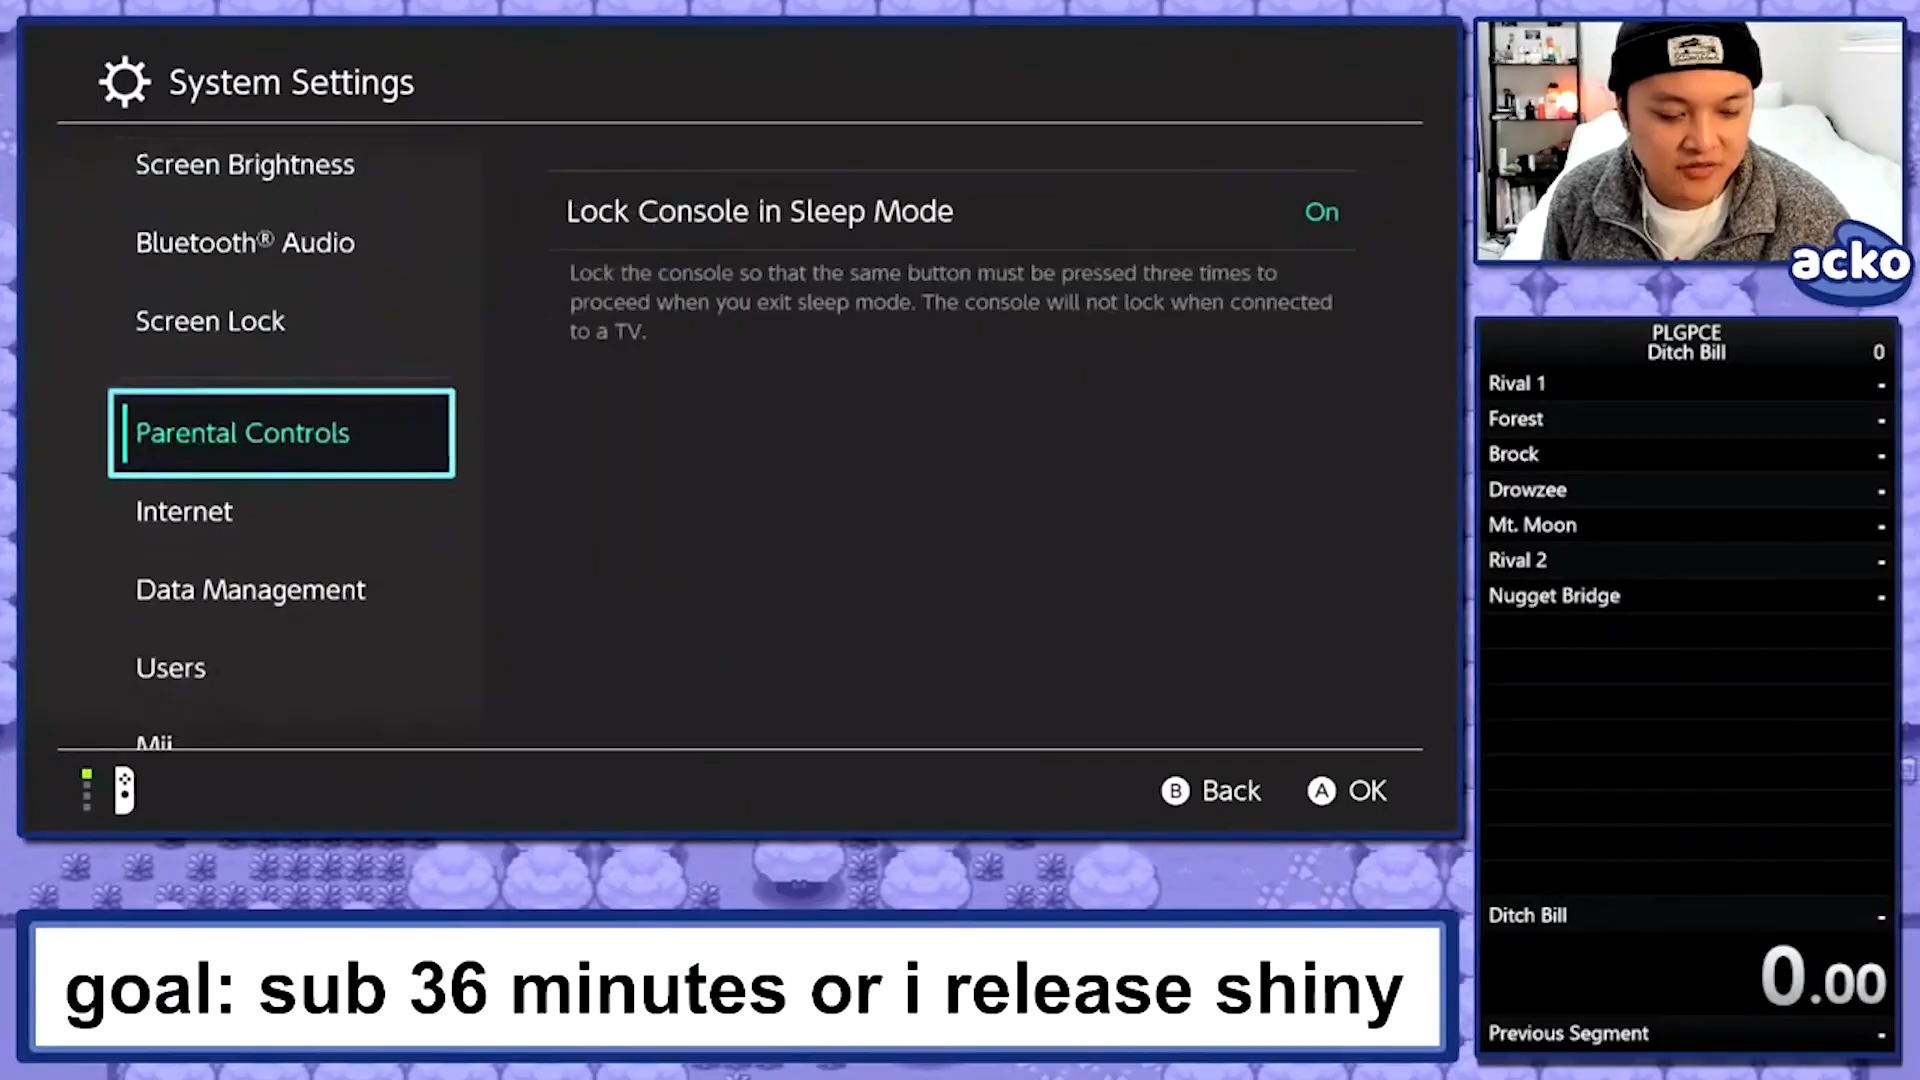 System Settings
Screen Brightness
Bluetooth® Audio
Screen Lock
Parental Controls
Internet
Data Management
Users
Mii
Lock Console in Sleep Mode On
Lock the console so that the same button must be pressed three times to
proceed when you exit sleep mode. The console will not lock when connected
to a TV.
B Back A OK
goal: sub 36 minutes or i release shiny
acko
PLGPCE
Ditch Bill 0
Rival 1 -
Forest -
Brock -
Drowzee -
Mt. Moon -
Rival 2 -
Nugget Bridge -
Ditch Bill -
0.00
Previous Segment -